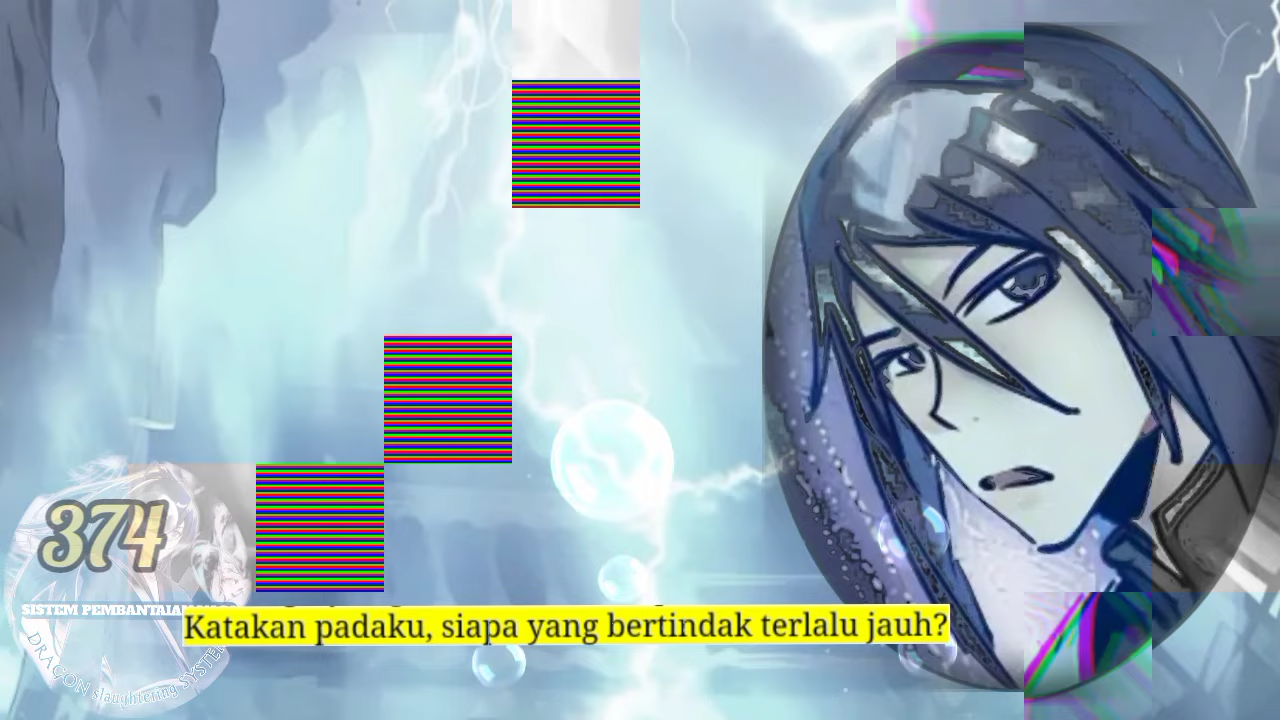 374
SISTEM PEMBANTAIAN
DRAGON slaughtering SYSTEM
Katakan padaku, siapa yang bertindak terlalu jauh?